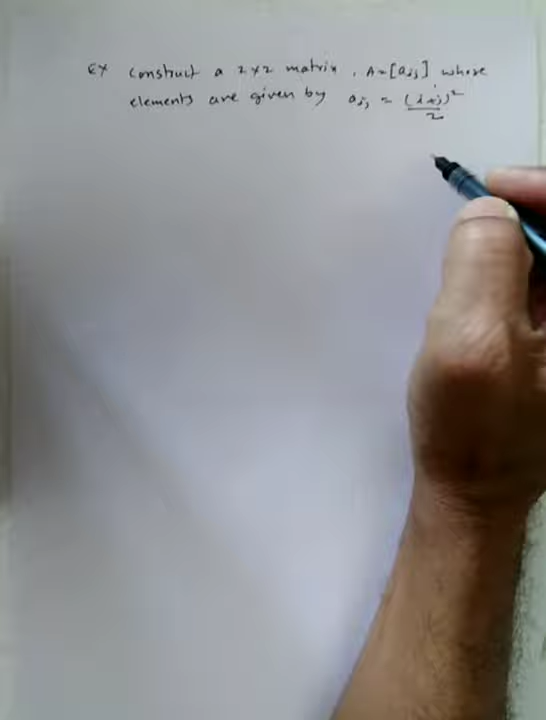 Ex construct a 2×2 matrix, A=[aij] whose
elements are given by aij = (i+j)²/2